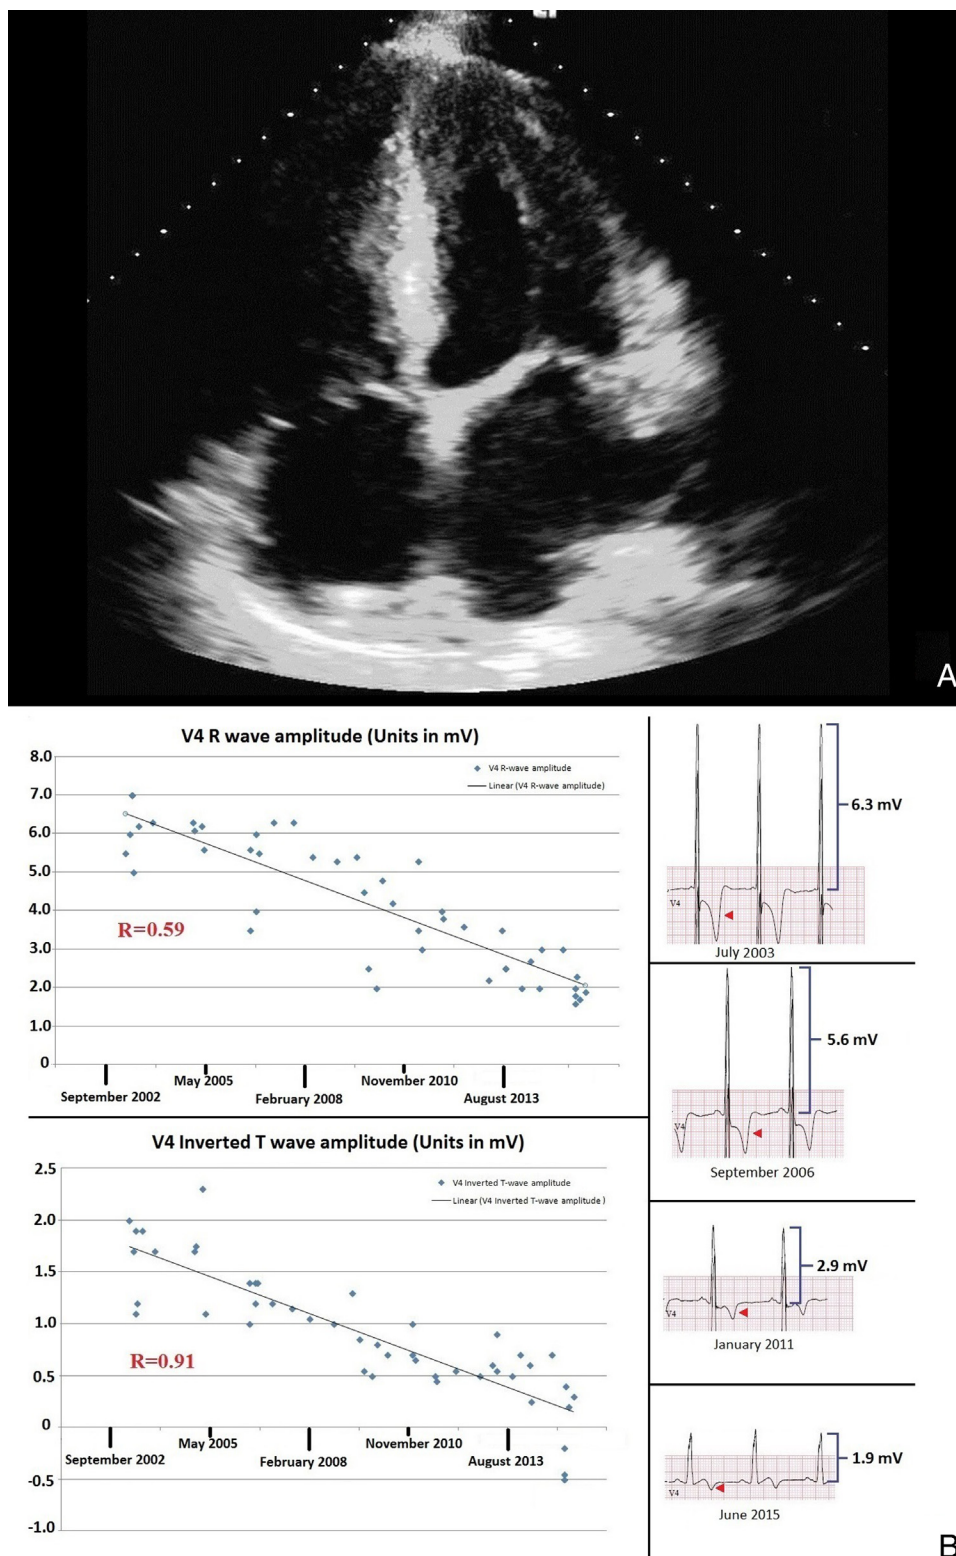 A
V4 R wave amplitude (Units in mV)
8.0
7.0
6.0
5.0
4.0
3.0
2.0
1.0
0
V4 R-wave amplitude
Linear (V4 R-wave amplitude)
R=0.59
September 2002
May 2005
February 2008
November 2010
August 2013
V4 Inverted T wave amplitude (Units in mV)
2.5
2.0
1.5
1.0
0.5
0
-0.5
-1.0
V4 Inverted T-wave amplitude
Linear (V4 Inverted T-wave amplitude )
R=0.91
September 2002
May 2005
February 2008
November 2010
August 2013
6.3 mV
V4
July 2003
5.6 mV
V4
September 2006
2.9 mV
V4
January 2011
1.9 mV
V4
June 2015
B